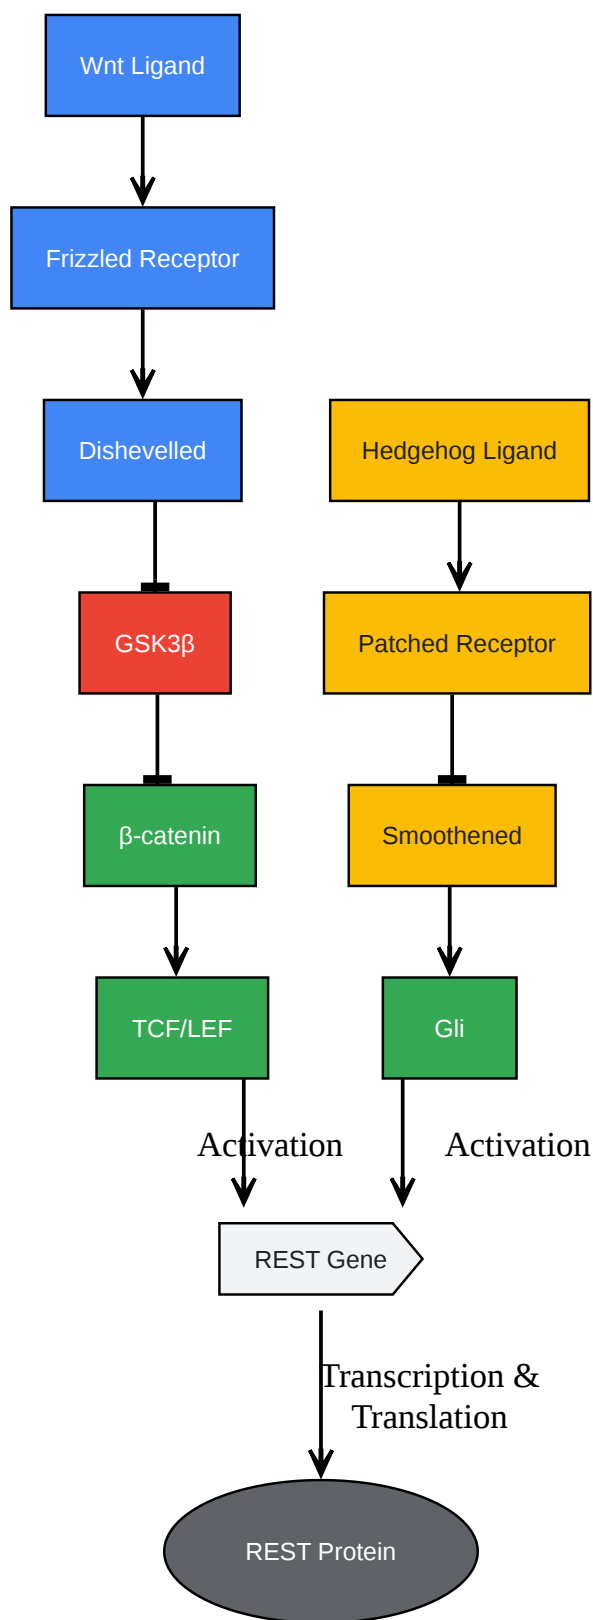 Wnt Ligand
Frizzled Receptor
Dishevelled
Hedgehog Ligand
GSK3β
Patched Receptor
β-catenin
Smoothened
TCF/LEF
Gli
Activation
Activation
REST Gene
Transcription &
Translation
REST Protein